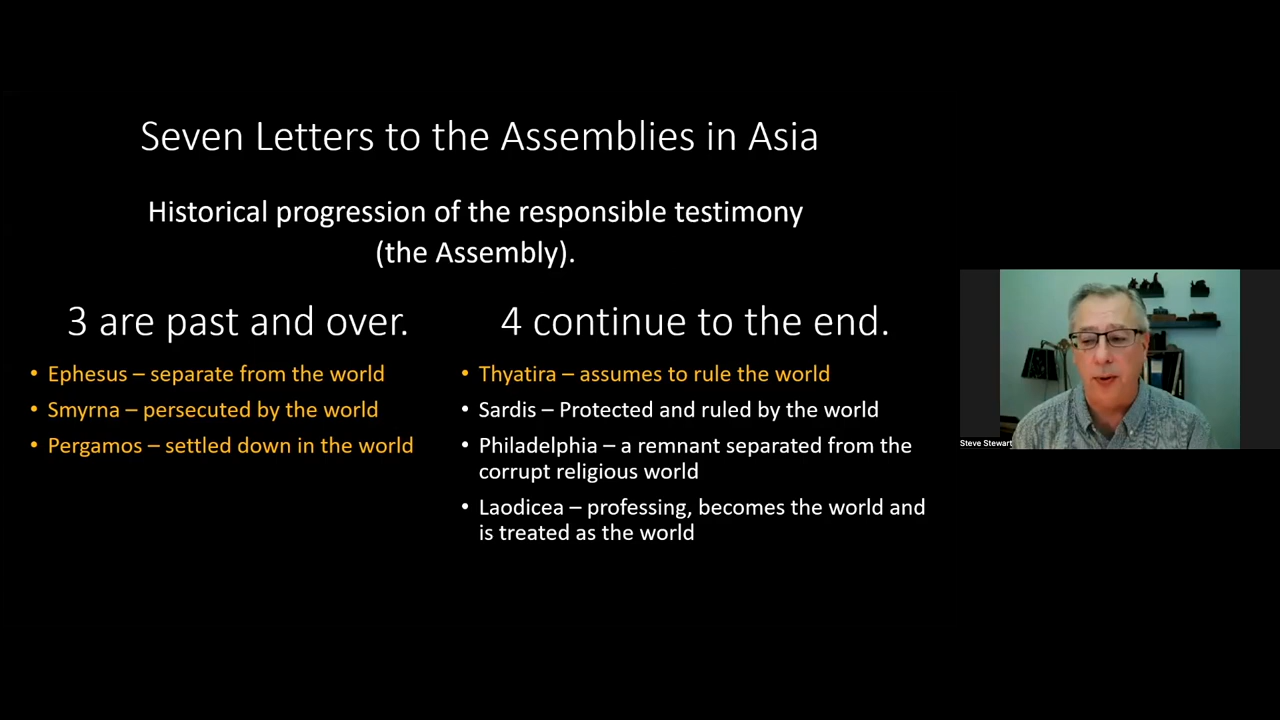 Seven Letters to the Assemblies in Asia
Historical progression of the responsible testimony
(the Assembly).
3 are past and over.
• Ephesus – separate from the world
• Smyrna – persecuted by the world
• Pergamos – settled down in the world
4 continue to the end.
• Thyatira – assumes to rule the world
• Sardis – Protected and ruled by the world
• Philadelphia – a remnant separated from the
corrupt religious world
• Laodicea – professing, becomes the world and
is treated as the world
Steve Stewart